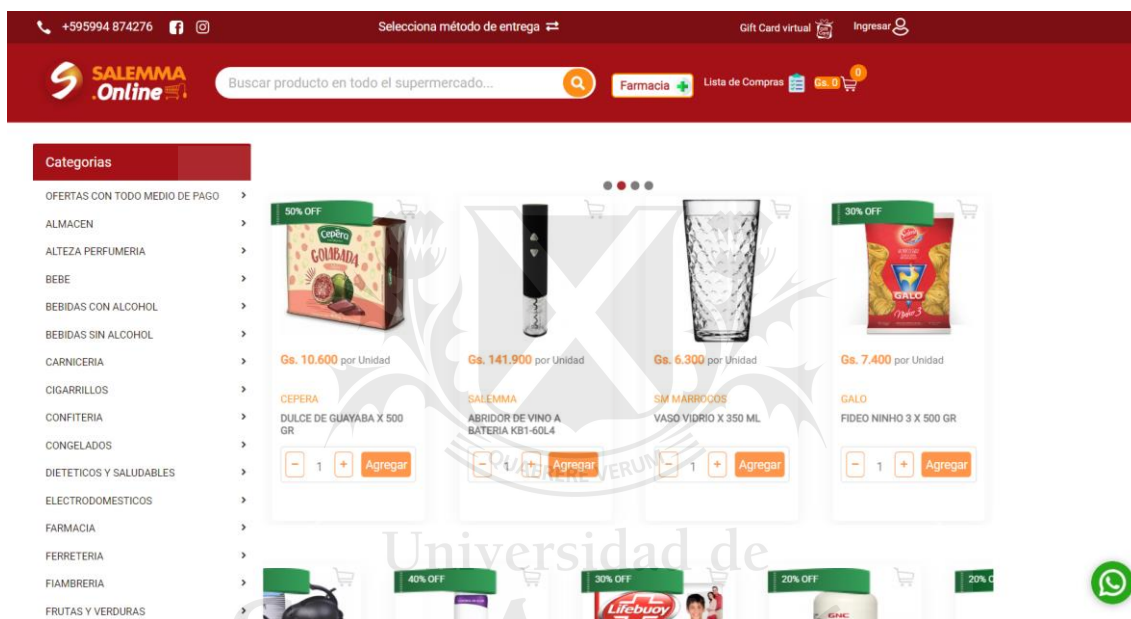 +595994 874276
Selecciona método de entrega
Gift Card virtual
Ingresar
SALEMMA
.Online
Buscar producto en todo el supermercado...
Farmacia
Lista de Compras
Gs. 0
0
Categorias
OFERTAS CON TODO MEDIO DE PAGO
ALMACEN
ALTEZA PERFUMERIA
BEBE
BEBIDAS CON ALCOHOL
BEBIDAS SIN ALCOHOL
CARNICERIA
CIGARRILLOS
CONFITERIA
CONGELADOS
DIETETICOS Y SALUDABLES
ELECTRODOMESTICOS
FARMACIA
FERRETERIA
FIAMBRERIA
FRUTAS Y VERDURAS
50% OFF
Cepêra
GOIABADA
Gs. 10.600 por Unidad
CEPERA
DULCE DE GUAYABA X 500
GR
- 1 + Agregar
Gs. 141.900 por Unidad
SALEMMA
ABRIDOR DE VINO A
BATERIA KB1-60L4
- 1 + Agregar
Gs. 6.300 por Unidad
SM MARROCOS
VASO VIDRIO X 350 ML
- 1 + Agregar
30% OFF
GALO
Ninho 3
Gs. 7.400 por Unidad
GALO
FIDEO NINHO 3 X 500 GR
- 1 + Agregar
QUAERERE VERUM
Universidad de
40% OFF
30% OFF
Lifebuoy
20% OFF
GNC
20% O